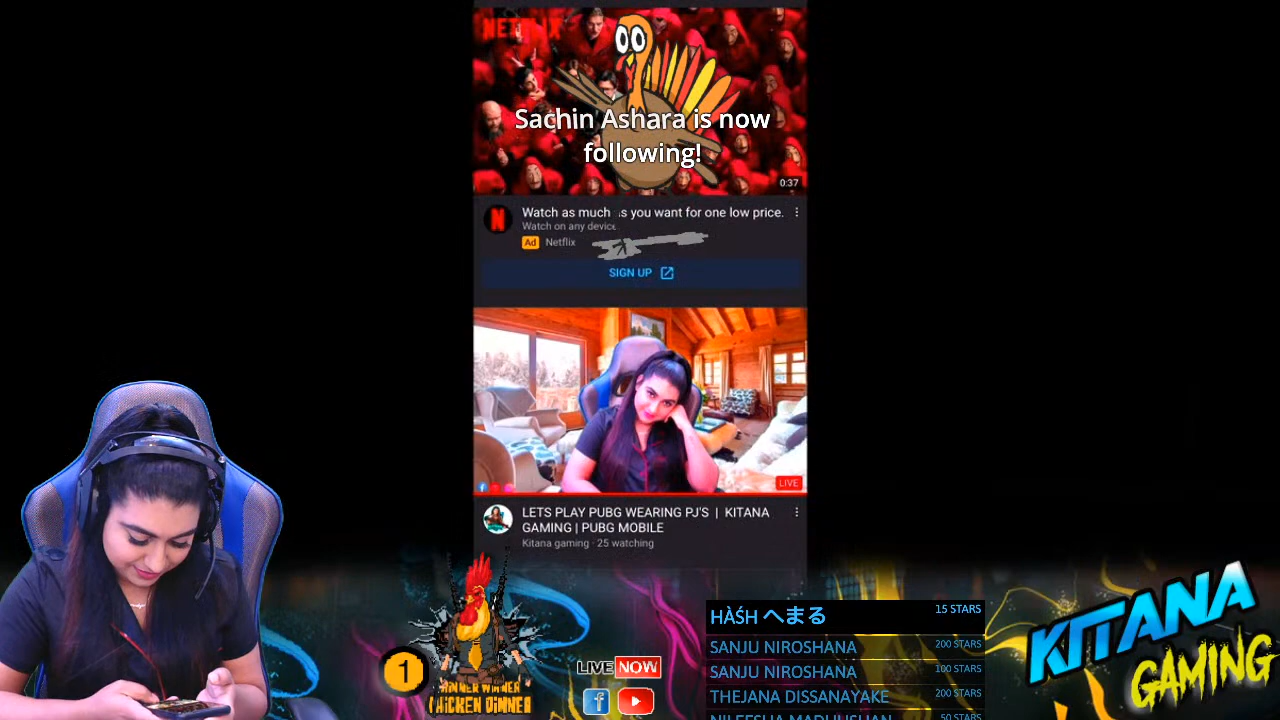 NETFLIX
Sachin Ashara is now
following!
0:37
Watch as much  s you want for one low price.
Watch on any device
Ad Netflix
SIGN UP
LIVE
LETS PLAY PUBG WEARING PJ'S | KITANA
GAMING | PUBG MOBILE
Kitana gaming · 25 watching
1
WINNER WINNER
CHICKEN DINNER
LIVE NOW
HÀŚH へまる 15 STARS
SANJU NIROSHANA 200 STARS
SANJU NIROSHANA 100 STARS
THEJANA DISSANAYAKE 200 STARS
50 STARS
KITANA
GAMING